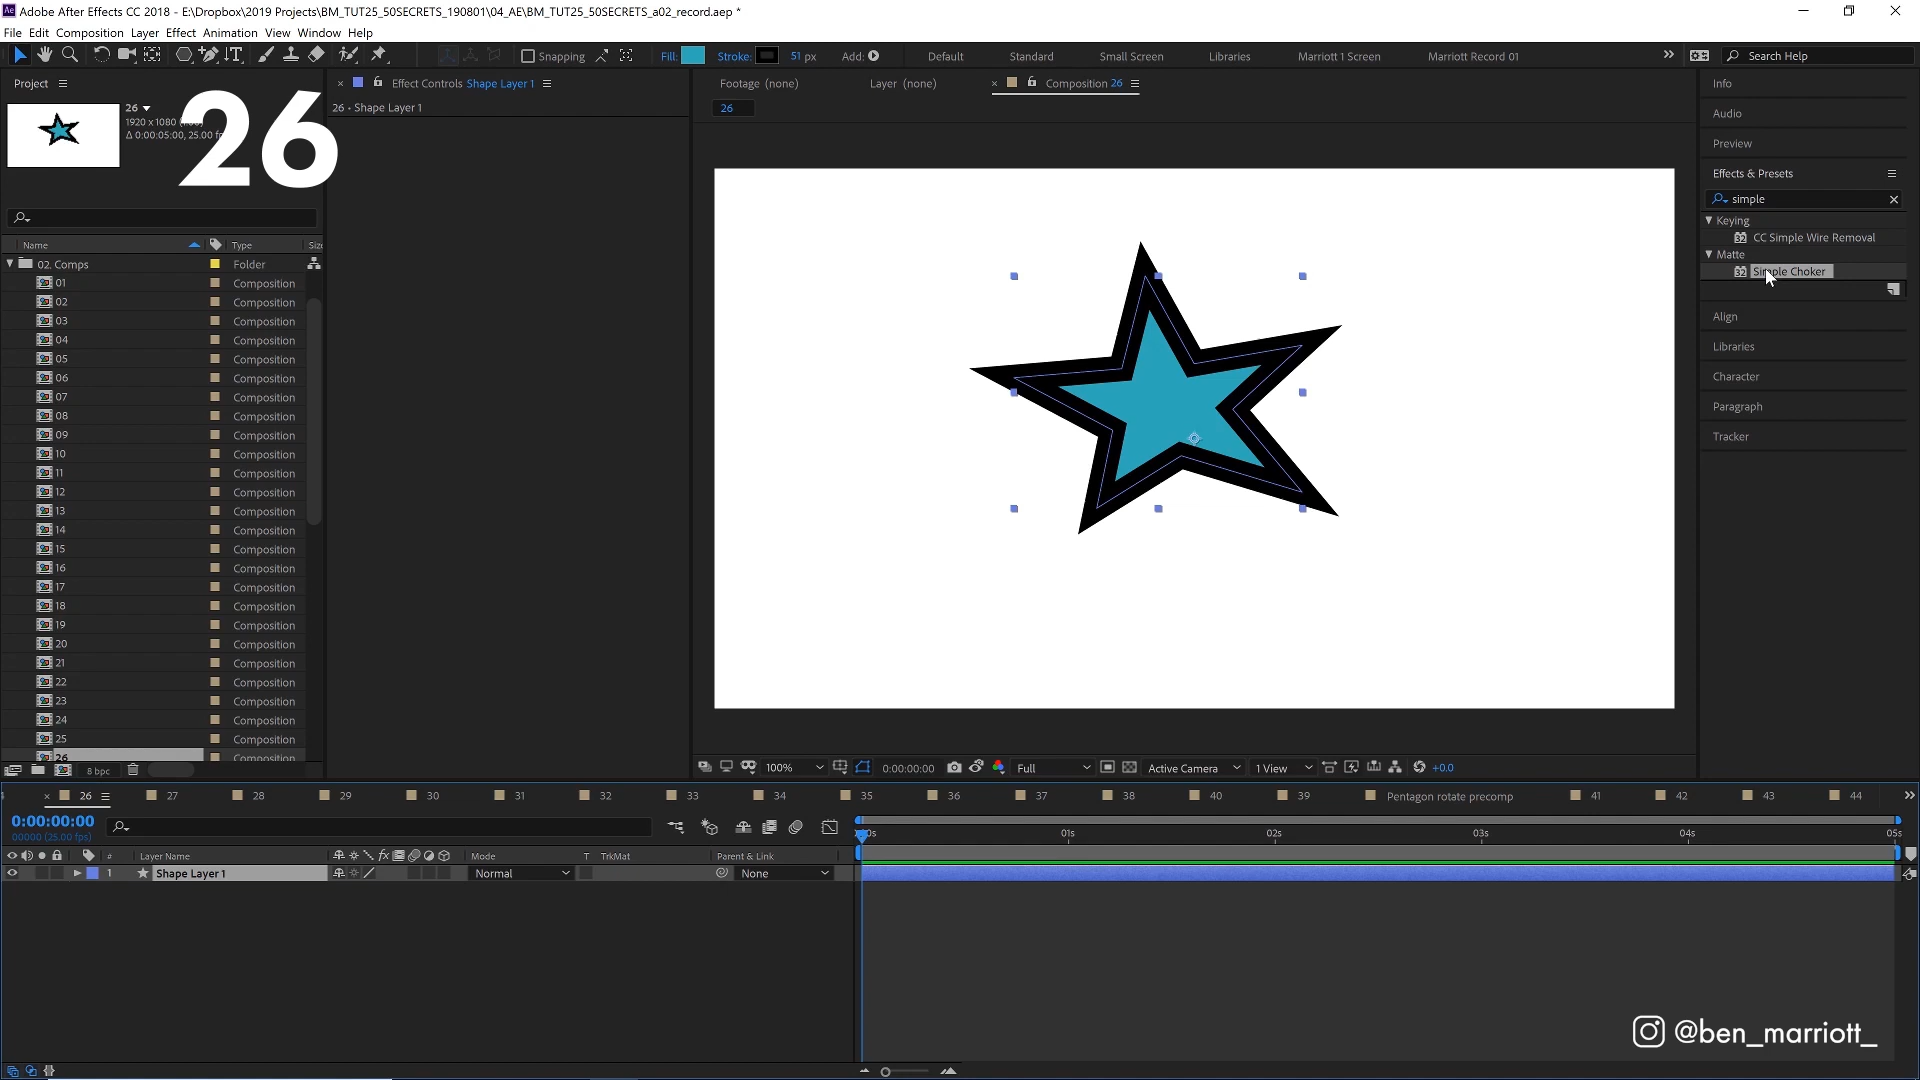 Adobe After Effects CC 2018 - E:\Dropbox\2019 Projects\BM_TUT25_50SECRETS_190801\04_AE\BM_TUT25_50SECRETS_a02_record.aep *
File Edit Composition Layer Effect Animation View Window Help
Snapping Fill: Stroke: 51 px Add: Default Standard Small Screen Libraries Marriott 1 Screen Marriott Record 01 Search Help
Project
26
1920 x 1080
Δ 0:00:05:00, 25.00
26
Name Type
02. Comps Folder
01 Composition
02 Composition
03 Composition
04 Composition
05 Composition
06 Composition
07 Composition
08 Composition
09 Composition
10 Composition
11 Composition
12 Composition
13 Composition
14 Composition
15 Composition
16 Composition
17 Composition
18 Composition
19 Composition
20 Composition
21 Composition
22 Composition
23 Composition
24 Composition
25 Composition
26 Composition
8 bpc
Effect Controls Shape Layer 1
26 • Shape Layer 1
Footage (none) Layer (none) Composition 26
26
100% 0:00:00:00 Full Active Camera 1 View +0.0
Info
Audio
Preview
Effects & Presets
simple
Keying
32 CC Simple Wire Removal
Matte
32 Simple Choker
Align
Libraries
Character
Paragraph
Tracker
26 27 28 29 30 31 32 33 34 35 36 37 38 40 39 Pentagon rotate precomp 41 42 43 44
0:00:00:00
00000 (25.00 fps)
01s 02s 03s 04s 05s
# Layer Name fx Mode T TrkMat Parent & Link
1 Shape Layer 1 Normal None
@ben_marriott_